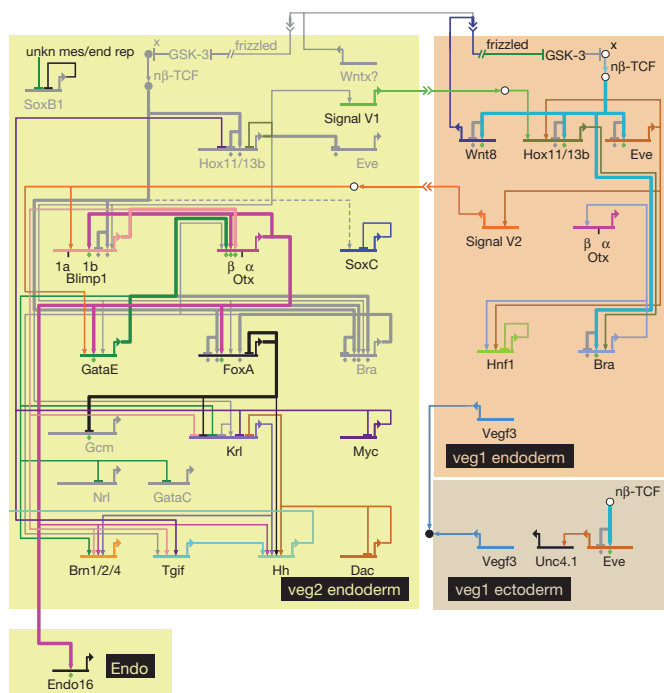 unkn mes/end rep
SoxB1
x
GSK-3
frizzled
nβ-TCF
Wntx?
Signal V1
Hox11/13b
Eve
1a
1b
Blimp1
β
α
Otx
SoxC
GataE
FoxA
Bra
Gcm
Krl
Myc
Nrl
GataC
Brn1/2/4
Tgif
Hh
Dac
veg2 endoderm
frizzled
x
GSK-3
nβ-TCF
Wnt8
Hox11/13b
Eve
Signal V2
β
α
Otx
Hnf1
Bra
Vegf3
veg1 endoderm
nβ-TCF
Vegf3
Unc4.1
Eve
veg1 ectoderm
Endo16
Endo